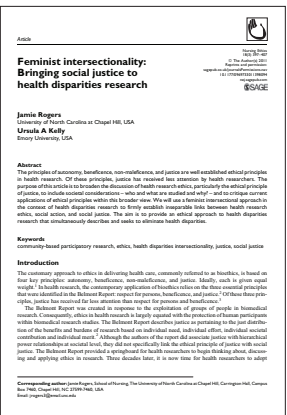 Article
Nursing Ethics
18(3) 397–407
© The Author(s) 2011
Reprints and permission:
sagepub.co.uk/journalsPermissions.nav
nej.sagepub.com
SAGE
Feminist intersectionality:
Bringing social justice to
health disparities research
Jamie Rogers
University of North Carolina at Chapel Hill, USA
Ursula A Kelly
Emory University, USA
Abstract
The principles of autonomy, beneficence, non-maleficence, and justice are well established ethical principles
in health research. Of these principles, justice has received less attention by health researchers. The
purpose of this article is to broaden the discussion of health research ethics, particularly the ethical principle
of justice, to include societal considerations – who and what are studied and why? – and to critique current
applications of ethical principles within this broader view. We will use a feminist intersectional approach in
the context of health disparities research to firmly establish inseparable links between health research
ethics, social action, and social justice. The aim is to provide an ethical approach to health disparities
research that simultaneously describes and seeks to eliminate health disparities.
Keywords
community-based participatory research, ethics, health disparities intersectionality, justice, social justice
Introduction
The customary approach to ethics in delivering health care, commonly referred to as bioethics, is based on
four key principles: autonomy, beneficence, nonmaleficence, and justice. Ideally, each is given equal
weight. In health research, the contemporary application of bioethics relies on the three essential principles
that were identified in the Belmont Report: respect for persons, beneficence, and justice. Of these three prin-
ciples, justice has received far less attention than respect for persons and beneficence.
The Belmont Report was created in response to the exploitation of groups of people in biomedical
research. Consequently, ethics in health research is largely equated with the protection of human participants
within biomedical research studies. The Belmont Report describes justice as pertaining to the just distribu-
tion of the benefits and burdens of research based on individual need, individual effort, individual societal
contribution and individual merit. Although the authors of the report did associate justice with hierarchical
power relationships at societal level, they did not specifically link the ethical principle of justice with social
justice. The Belmont Report provided a springboard for health researchers to begin thinking about, discuss-
ing and applying ethics in research. Three decades later, it is now time for health researchers to adopt
Corresponding author: Jamie Rogers, School of Nursing, The University of North Carolina at Chapel Hill, Carrington Hall, Campus
Box 7460, Chapel Hill, NC 27599-7460, USA